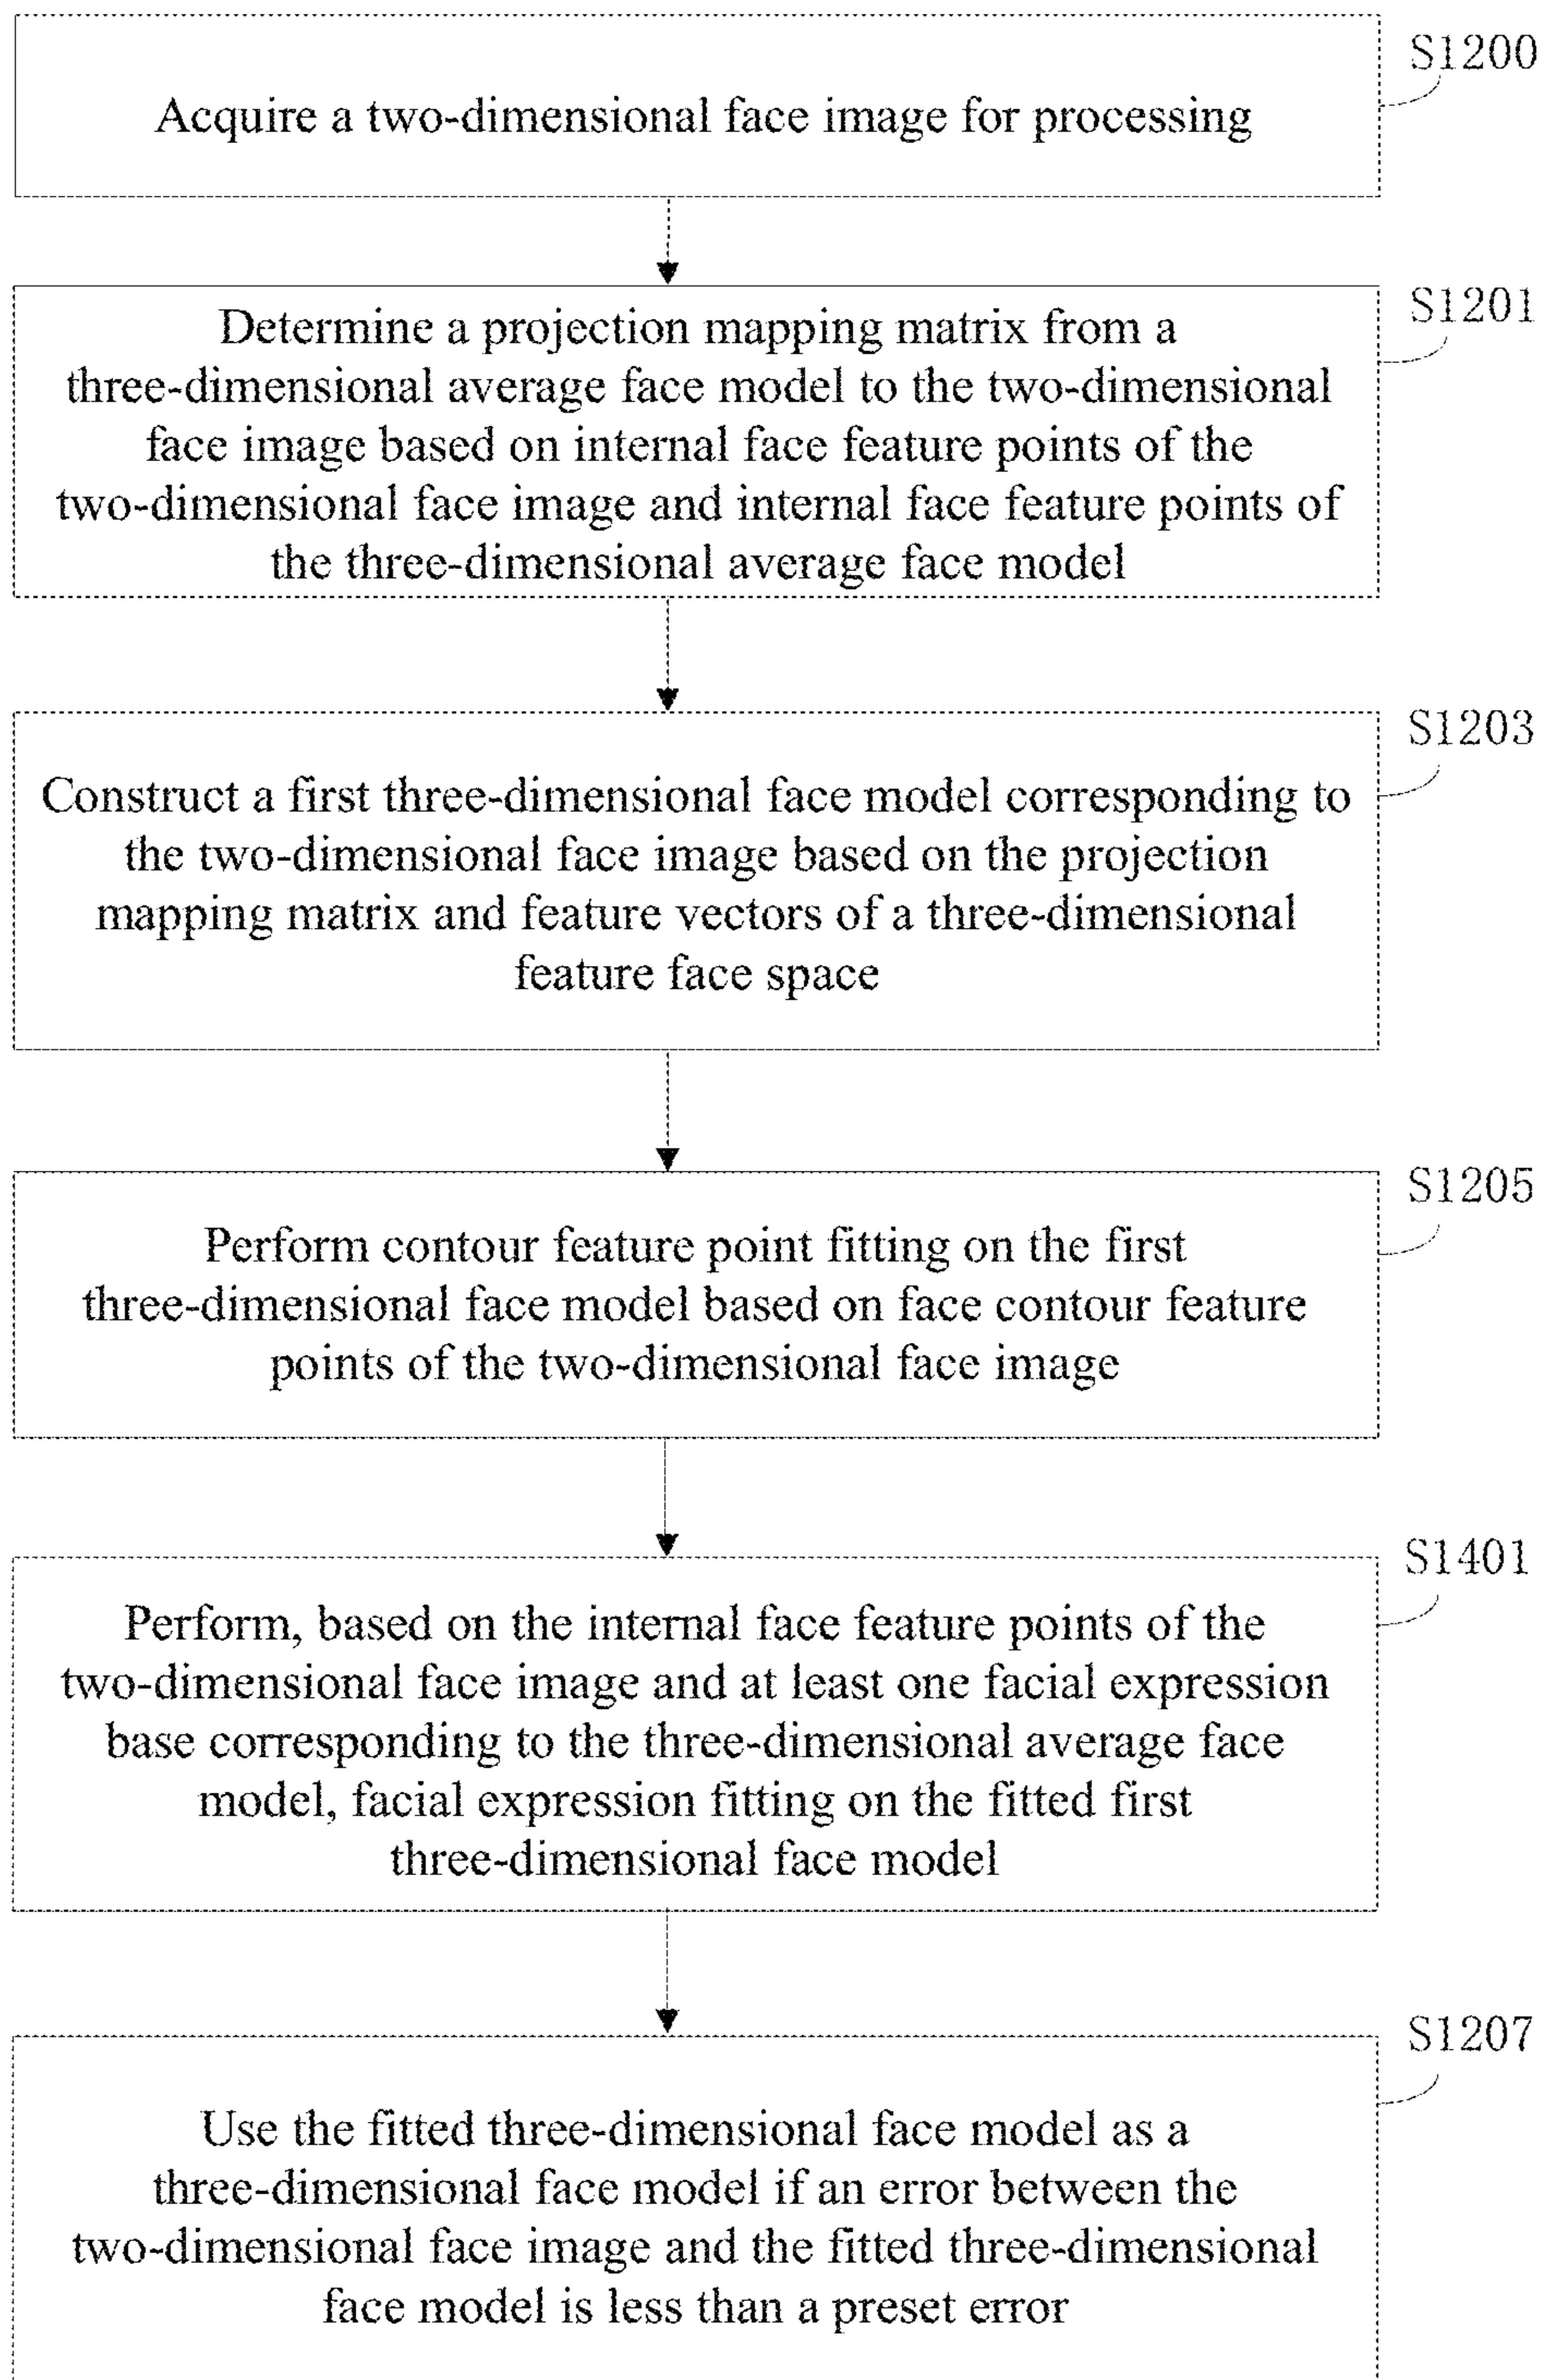 S1200
Acquire a two-dimensional face image for processing
S1201
Determine a projection mapping matrix from a
three-dimensional average face model to the two-dimensional
face image based on internal face feature points of the
two-dimensional face image and internal face feature points of
the three-dimensional average face model
S1203
Construct a first three-dimensional face model corresponding to
the two-dimensional face image based on the projection
mapping matrix and feature vectors of a three-dimensional
feature face space
S1205
Perform contour feature point fitting on the first
three-dimensional face model based on face contour feature
points of the two-dimensional face image
S1401
Perform, based on the internal face feature points of the
two-dimensional face image and at least one facial expression
base corresponding to the three-dimensional average face
model, facial expression fitting on the fitted first
three-dimensional face model
S1207
Use the fitted three-dimensional face model as a
three-dimensional face model if an error between the
two-dimensional face image and the fitted three-dimensional
face model is less than a preset error